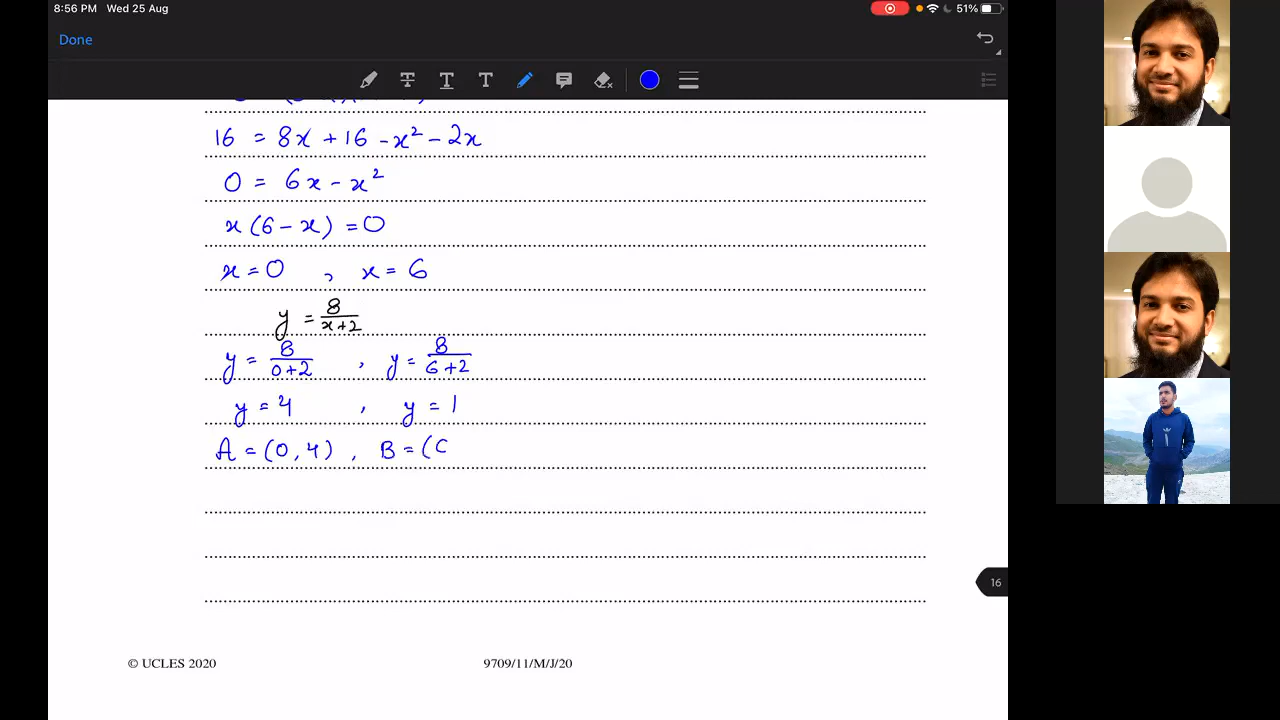 8:56 PM Wed 25 Aug
51%
Done
16 = 8x + 16 - x² - 2x
0 = 6x - x²
x(6 - x) = 0
x = 0 , x = 6
y = 8/(x+2)
y = 8/(0+2) , y = 8/(6+2)
y = 4 , y = 1
A = (0, 4) , B = (
16
© UCLES 2020 9709/11/M/J/20